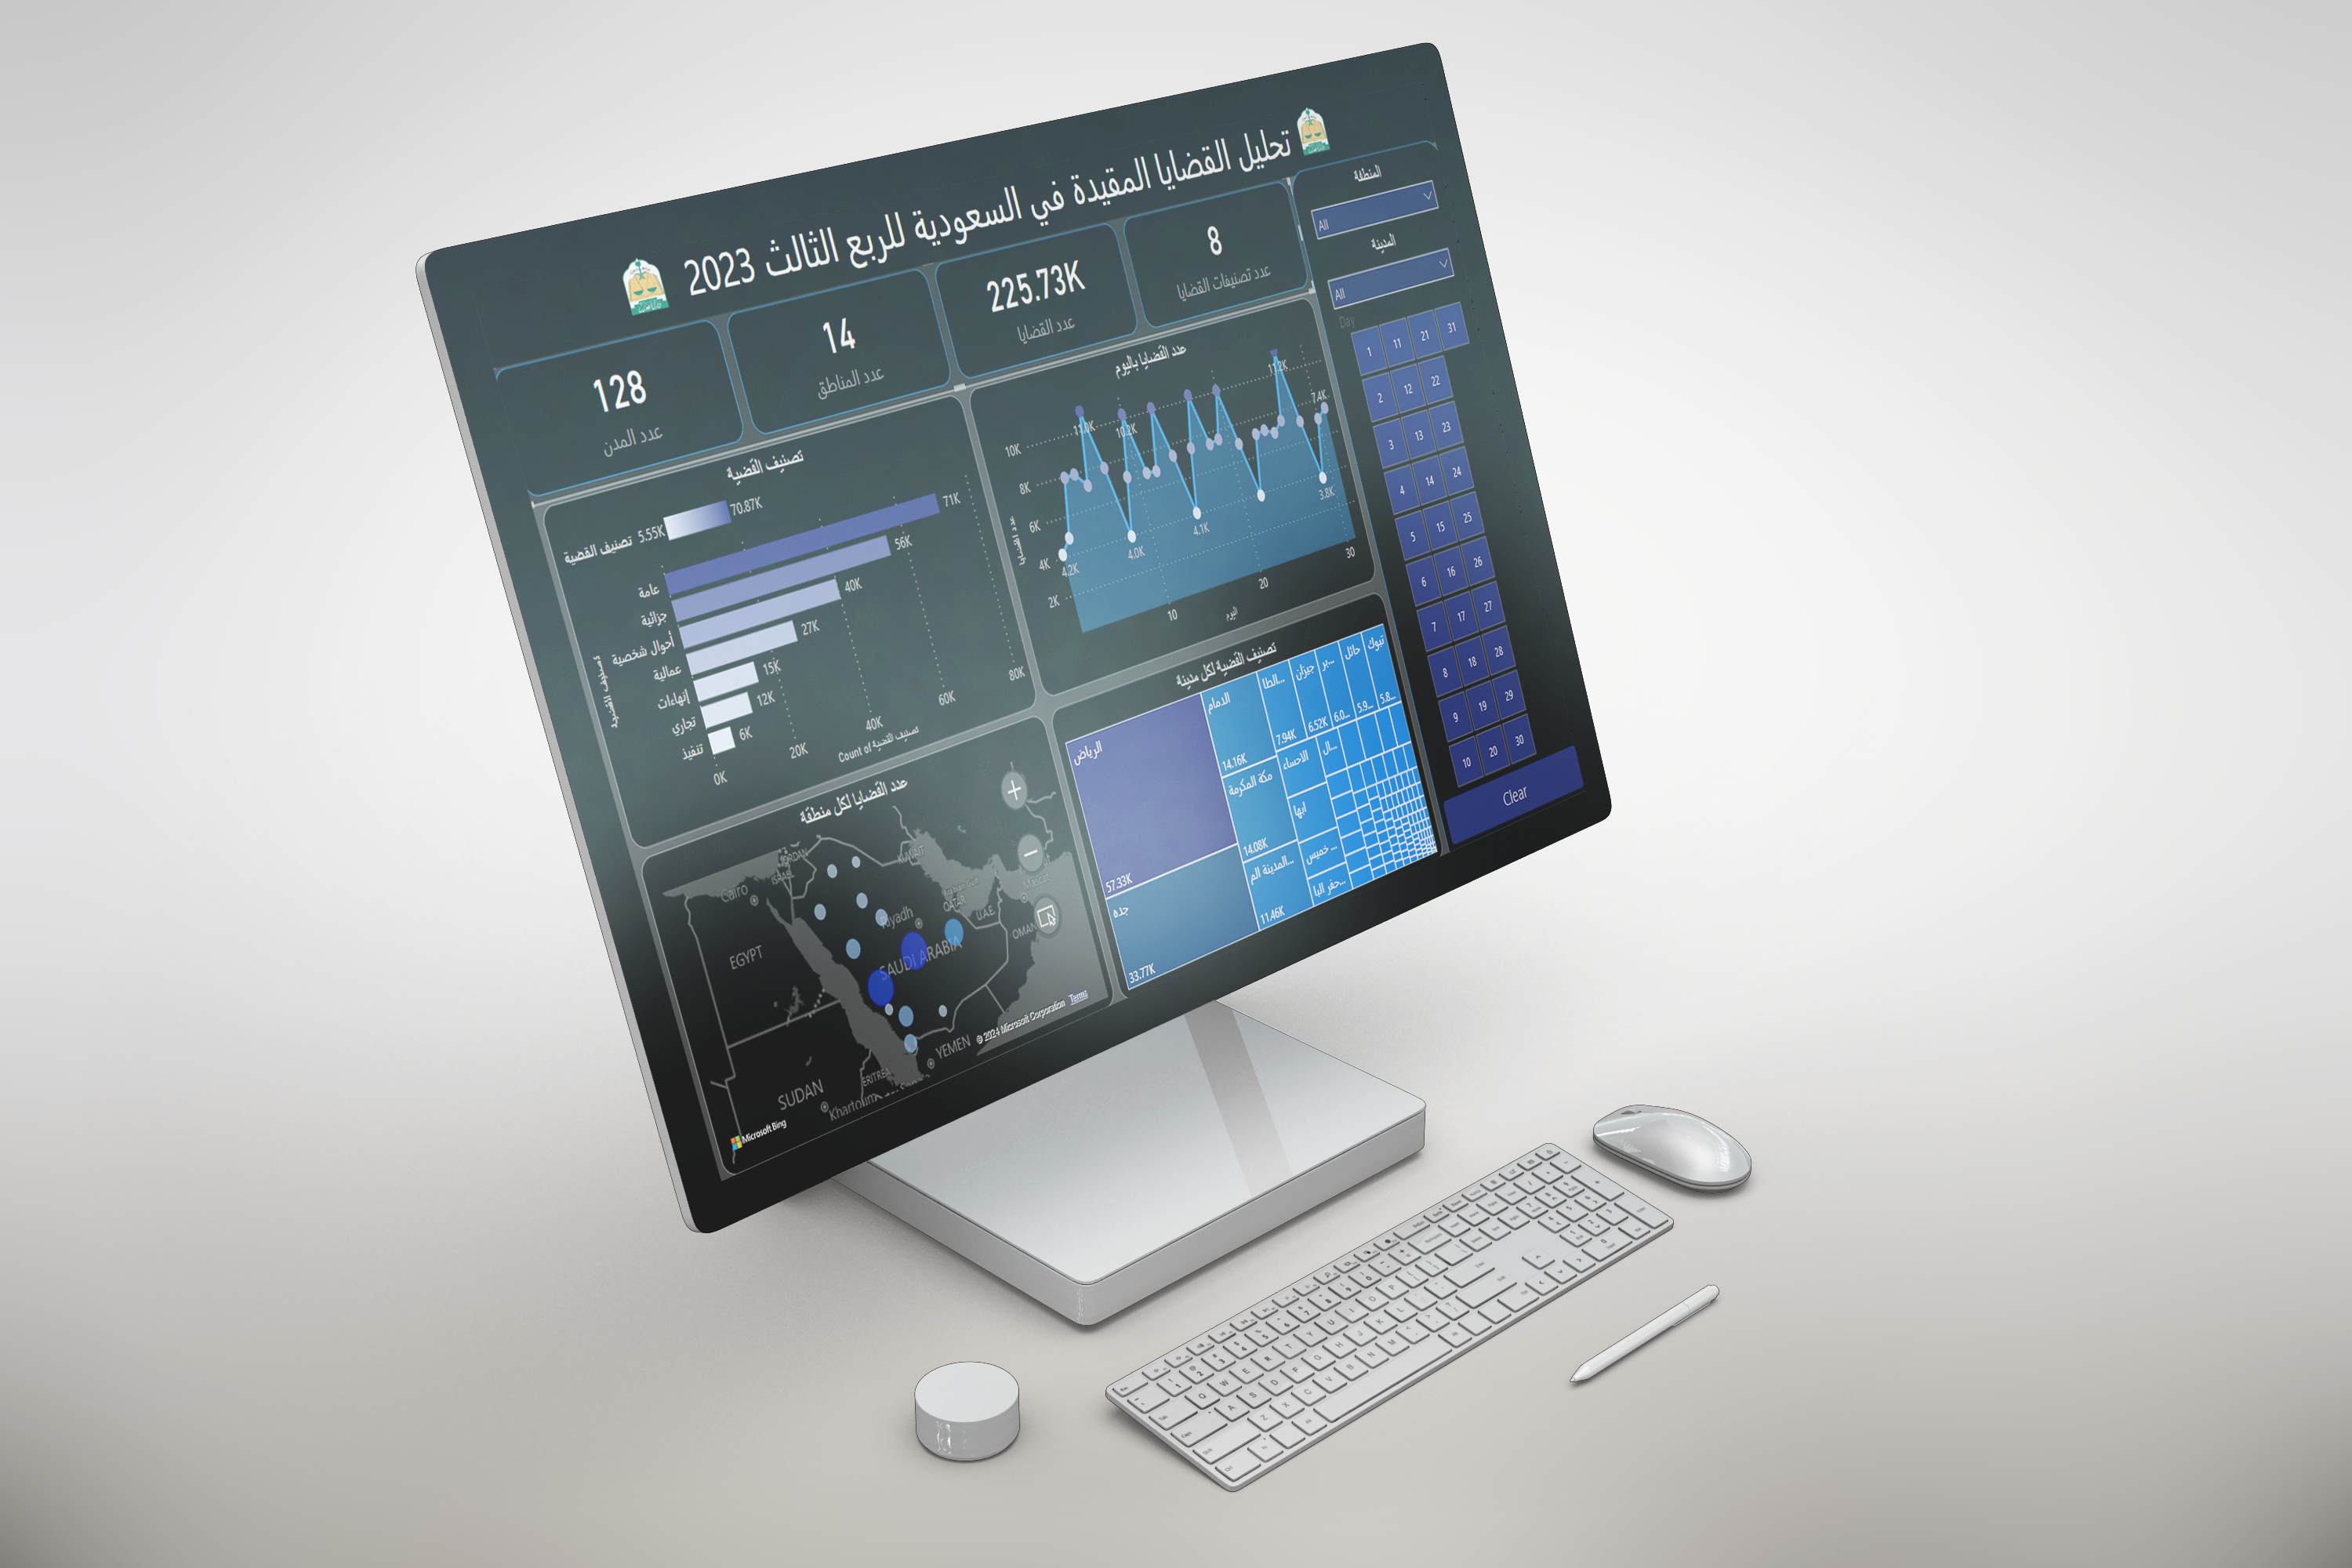 تحليل القضايا المقيدة في السعودية للربع الثالث 2023
128
عدد المدن
14
عدد المناطق
225.73K
عدد القضايا
8
عدد تصنيفات القضايا
المنطقة
All
المدينة
All
Day
1 11 21 31
2 12 22
3 13 23
4 14 24
5 15 25
6 16 26
7 17 27
8 18 28
9 19 29
10 20 30
Clear
تصنيف القضية
تصنيف القضية 5.55K 70.87K
تصنيف القضية
عامة 71K
جزائية 56K
أحوال شخصية 40K
عمالية 27K
إنهاءات 15K
تجاري 12K
تنفيذ 6K
0K 20K 40K 60K 80K
Count of تصنيف القضية
عدد القضايا باليوم
عدد القضايا
10K
8K
6K
4K
2K
11.0K
10.2K
11.2K
7.4K
4.2K
4.0K
4.1K
3.8K
10 20 30
اليوم
عدد القضايا لكل منطقة
JORDAN
ISRAEL
Cairo
KUWAIT
Riyadh
QATAR
U.A.E.
Mascat
OMAN
EGYPT
SAUDI ARABIA
SUDAN
Khartoum
ERITREA
YEMEN
Microsoft Bing
© 2024 Microsoft Corporation Terms
تصنيف القضية لكل مدينة
الرياض
57.33K
جدة
33.77K
الدمام
14.16K
مكة المكرمة
14.08K
المدينة الم...
11.46K
الطا...
7.94K
جيزان
6.52K
بر...
6.0...
حائل
5.9...
تبوك
5.8...
الاحساء
ال...
ابها
خميس ...
حفر البا...